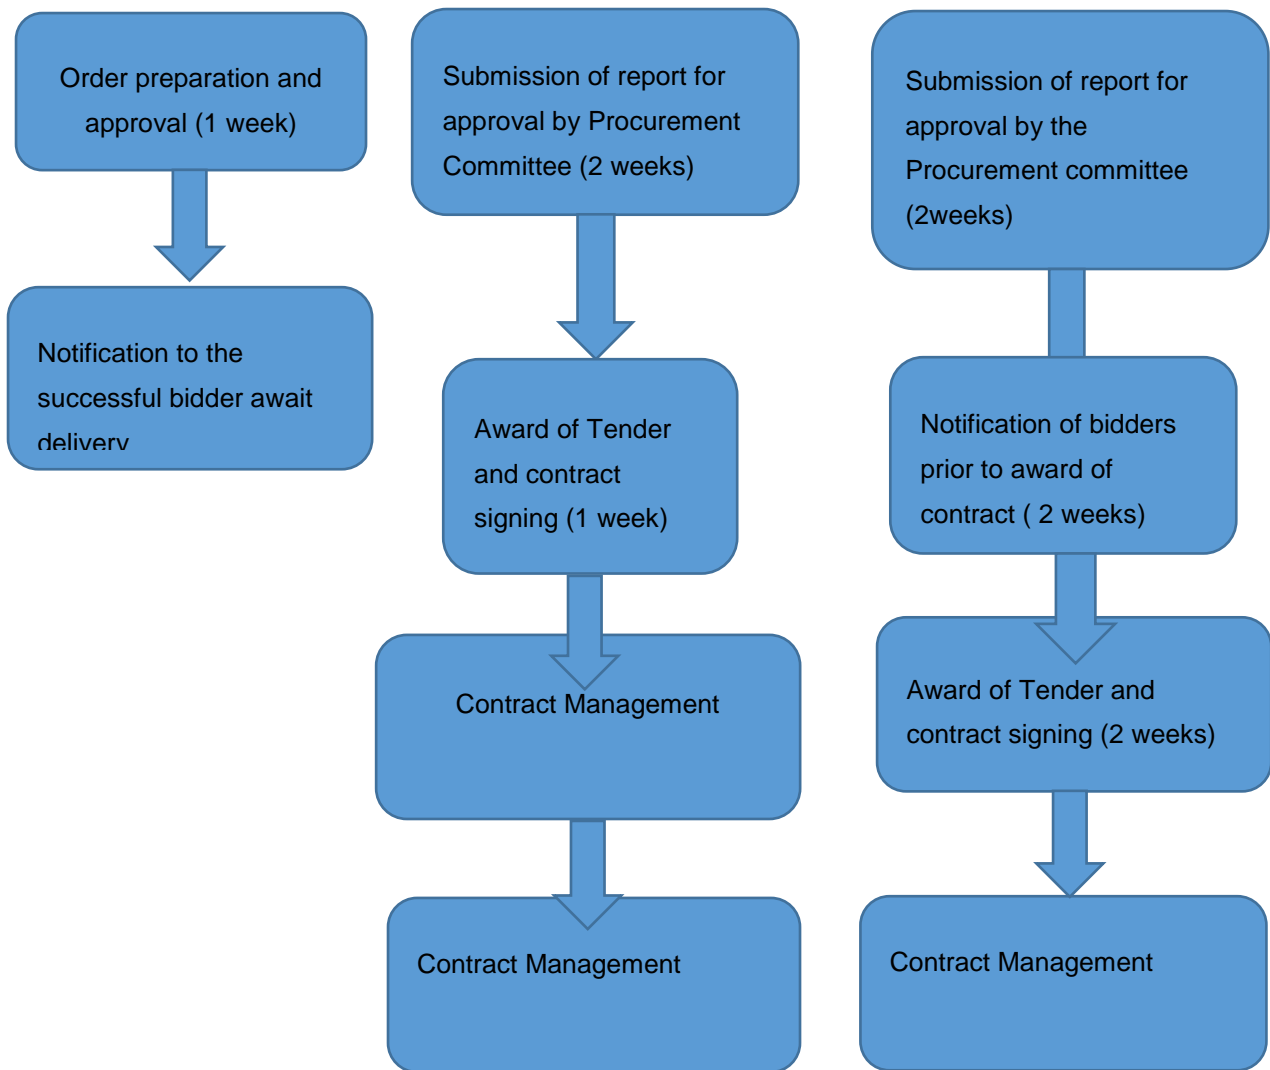 Order preparation and
approval (1 week)
Notification to the
successful bidder await
delivery
Submission of report for
approval by Procurement
Committee (2 weeks)
Award of Tender
and contract
signing (1 week)
Contract Management
Contract Management
Submission of report for
approval by the
Procurement committee
(2weeks)
Notification of bidders
prior to award of
contract ( 2 weeks)
Award of Tender and
contract signing (2 weeks)
Contract Management